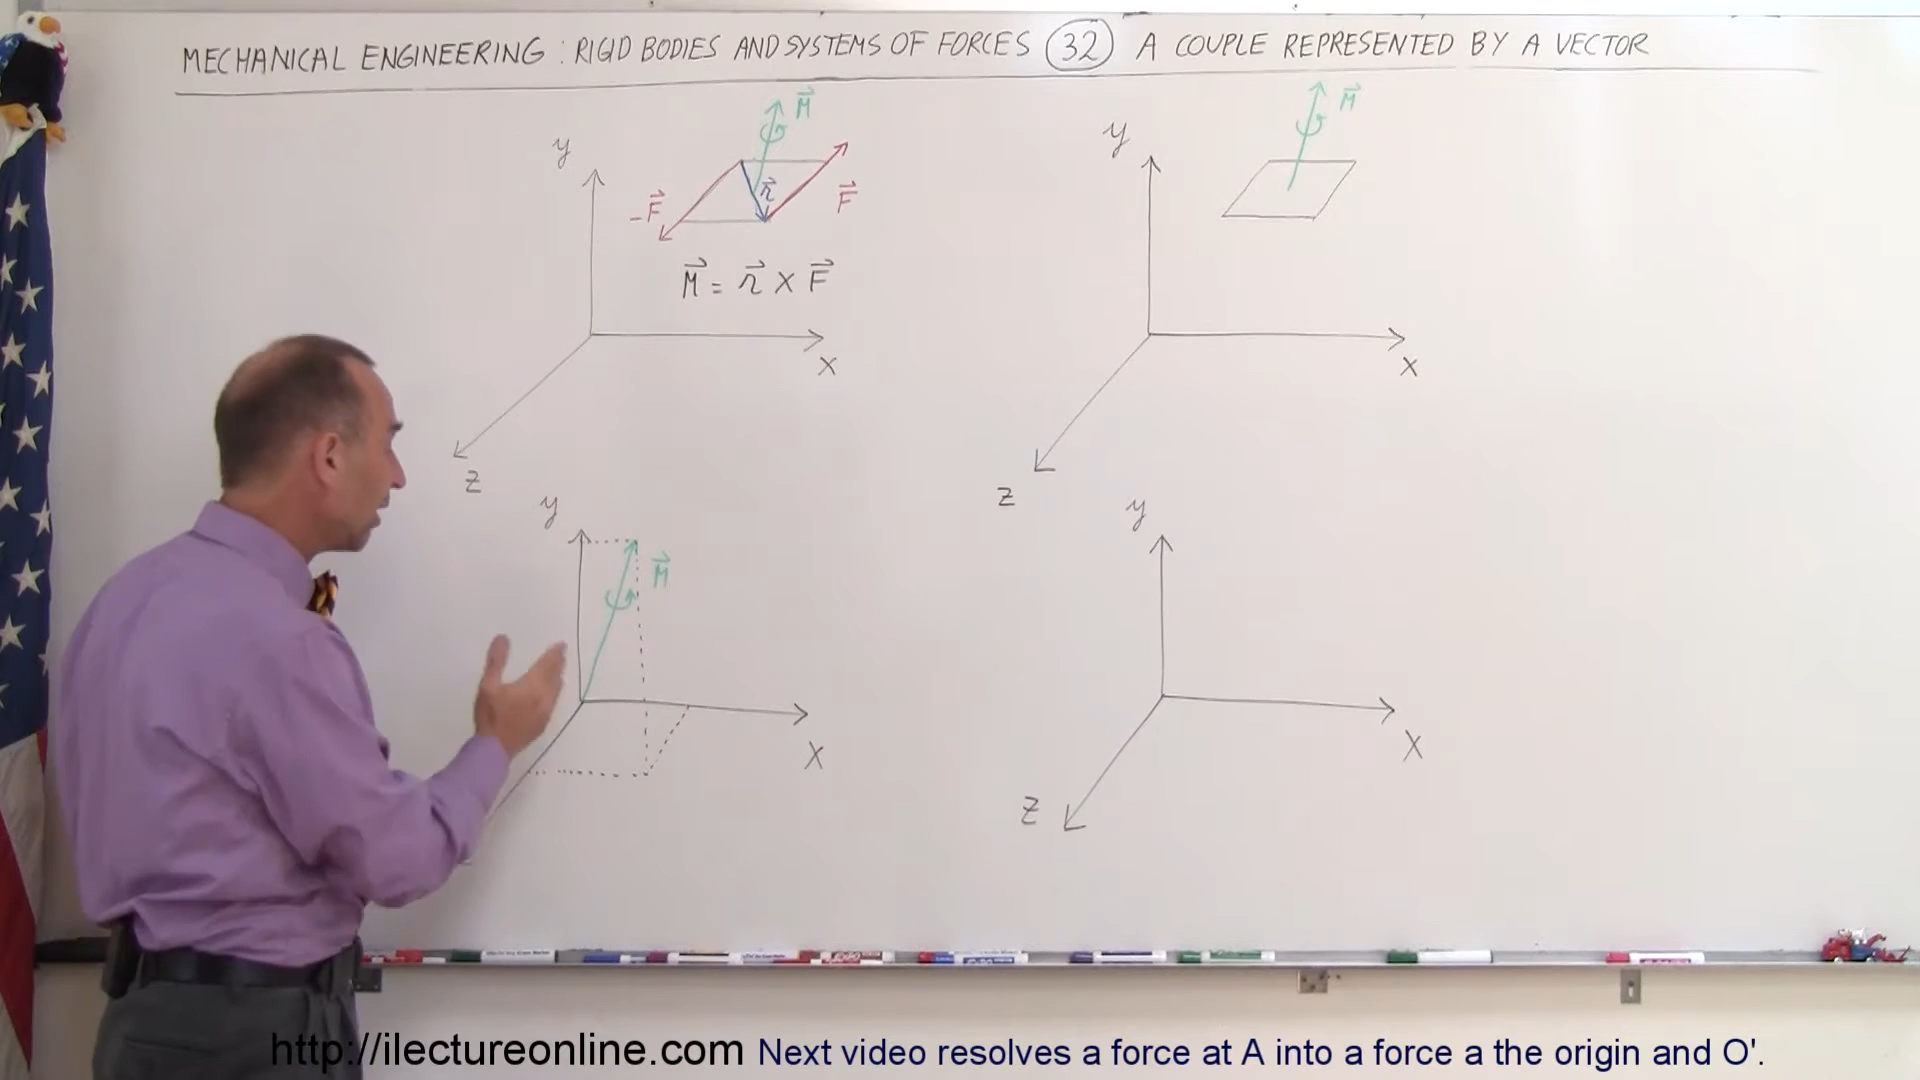 MECHANICAL ENGINEERING : RIGID BODIES AND SYSTEMS OF FORCES 32 A COUPLE REPRESENTED BY A VECTOR
M⃗
-F⃗
r⃗
F⃗
M⃗ = r⃗ X F⃗
y
x
z
M⃗
y
x
z
M⃗
y
X
y
X
z
http://ilectureonline.com Next video resolves a force at A into a force a the origin and O'.